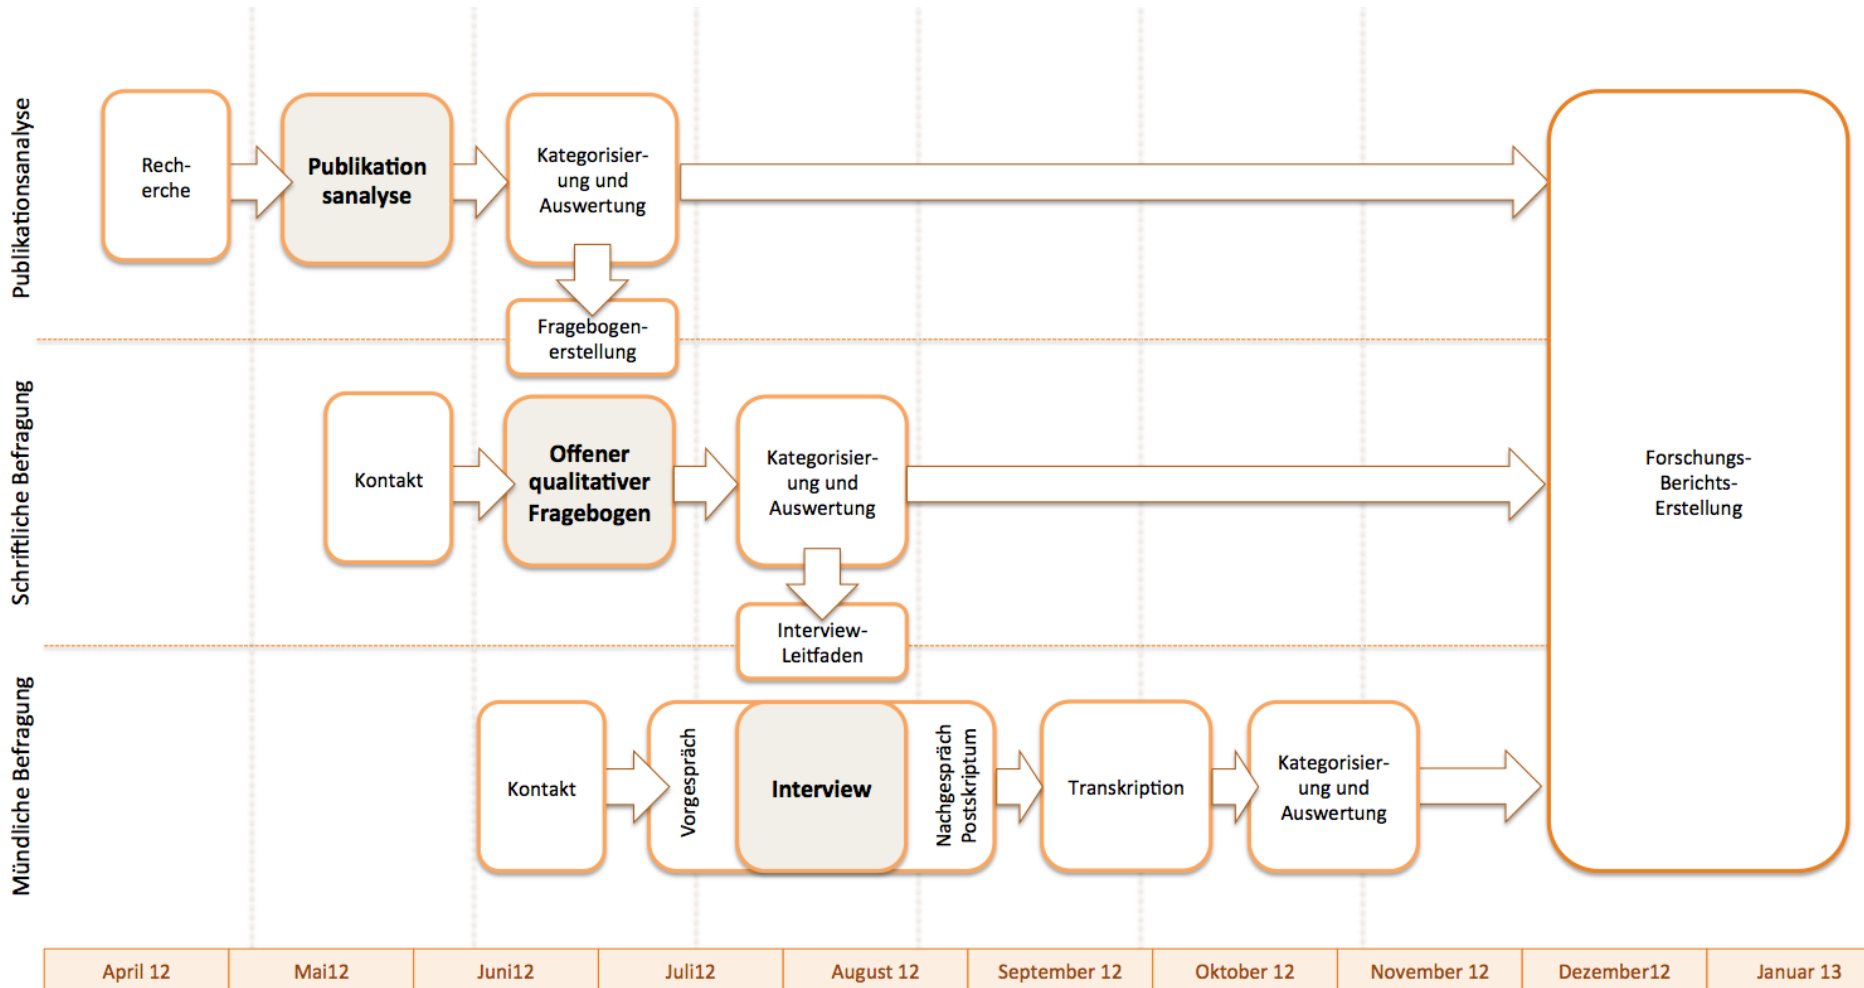 Publikationsanalyse
Rech-
erche
Publikation
sanalyse
Kategorisier-
ung und
Auswertung
Fragebogen-
erstellung
Schriftliche Befragung
Kontakt
Offener
qualitativer
Fragebogen
Kategorisier-
ung und
Auswertung
Interview-
Leitfaden
Mündliche Befragung
Kontakt
Vorgespräch
Interview
Nachgespräch
Postskriptum
Transkription
Kategorisier-
ung und
Auswertung
Forschungs-
Berichts-
Erstellung
April 12
Mai12
Juni12
Juli12
August 12
September 12
Oktober 12
November 12
Dezember12
Januar 13